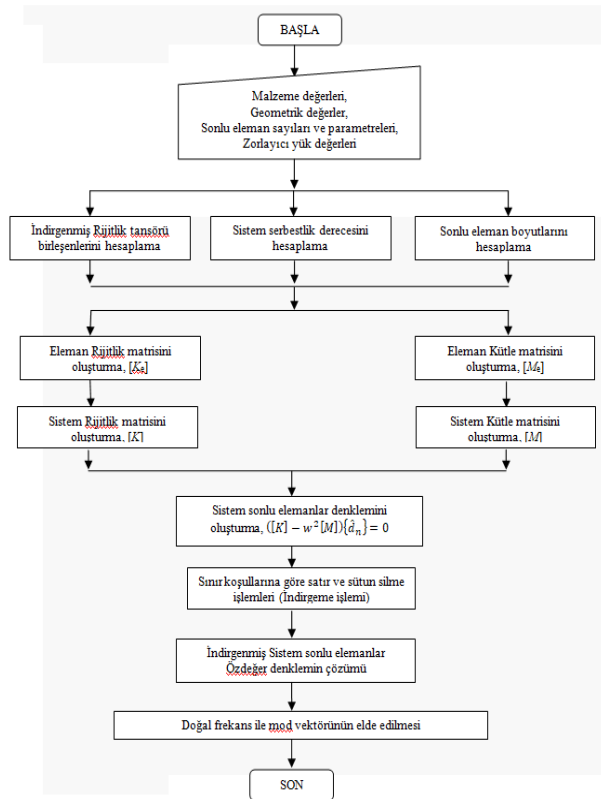 BAŞLA
Malzeme değerleri,
Geometrik değerler,
Sonlu eleman sayıları ve parametreleri,
Zorlayıcı yük değerleri
İndirgenmiş Rijitlik tansörü
birleşenlerini hesaplama
Sistem serbestlik derecesini
hesaplama
Sonlu eleman boyutlarını
hesaplama
Eleman Rijitlik matrisini
oluşturma, [Kₑ]
Eleman Kütle matrisini
oluşturma, [Mₑ]
Sistem Rijitlik matrisini
oluşturma, [K]
Sistem Kütle matrisini
oluşturma, [M]
Sistem sonlu elemanlar denklemini
oluşturma, ([K] − w²[M]){d̂ₙ} = 0
Sınır koşullarına göre satır ve sütun silme
işlemleri (İndirgeme işlemi)
İndirgenmiş Sistem sonlu elemanlar
Özdeğer denklemin çözümü
Doğal frekans ile mod vektörünün elde edilmesi
SON